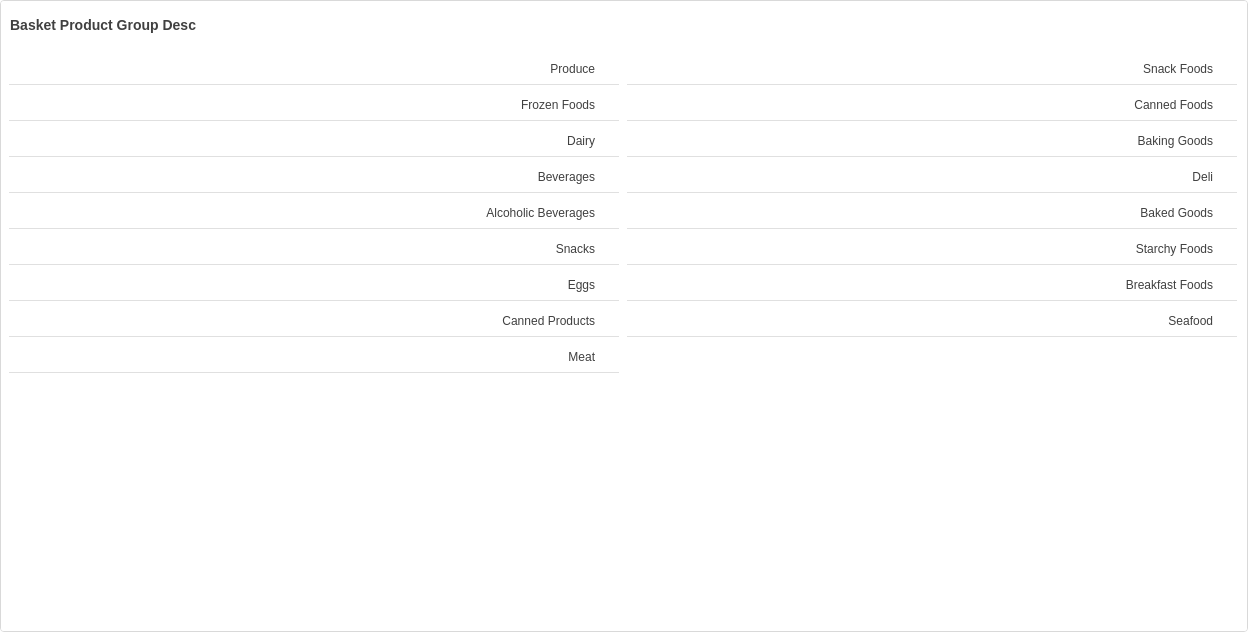 Basket Product Group Desc
Produce
Frozen Foods
Dairy
Beverages
Alcoholic Beverages
Snacks
Eggs
Canned Products
Meat
Snack Foods
Canned Foods
Baking Goods
Deli
Baked Goods
Starchy Foods
Breakfast Foods
Seafood